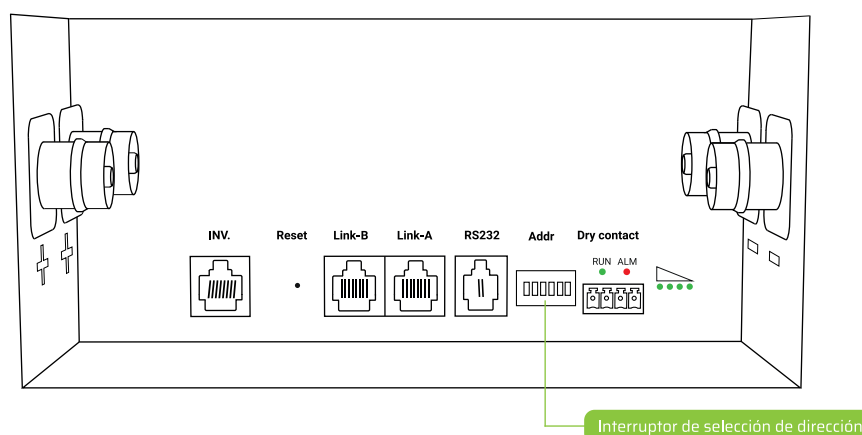 INV.
Reset
Link-B
Link-A
RS232
Addr
Dry contact
RUN
ALM
Interruptor de selección de dirección